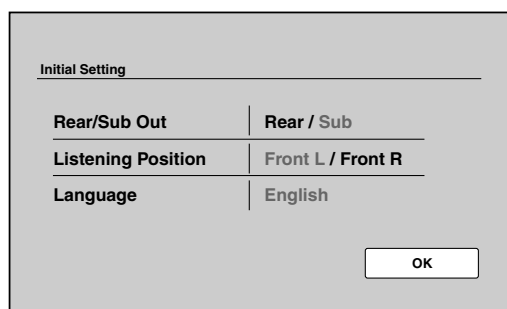 Initial Setting
Rear/Sub Out Rear / Sub
Listening Position Front L / Front R
Language English
OK